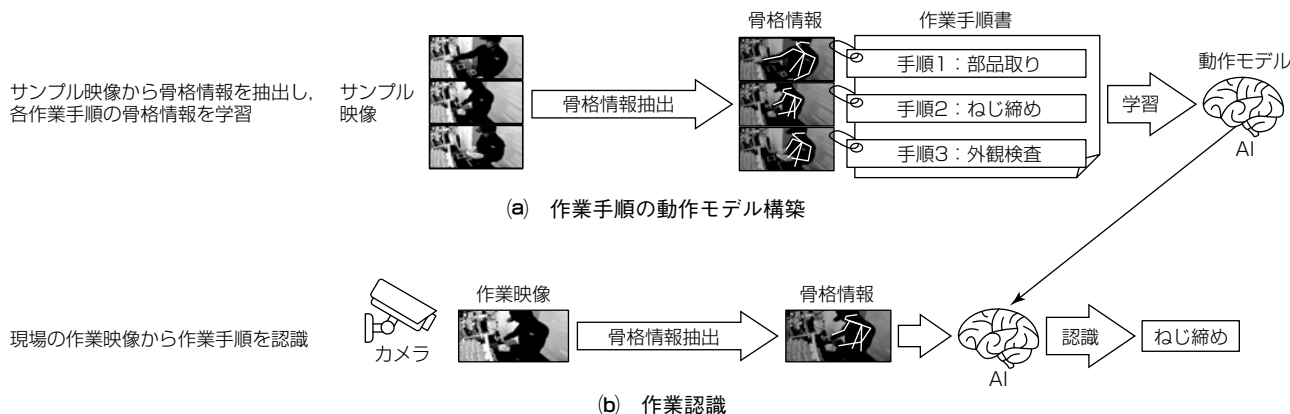 骨格情報
作業手順書
サンプル映像から骨格情報を抽出し，
各作業手順の骨格情報を学習
サンプル
映像
骨格情報抽出
手順1：部品取り
手順2：ねじ締め
手順3：外観検査
学習
動作モデル
AI
(a)　作業手順の動作モデル構築
現場の作業映像から作業手順を認識
カメラ
作業映像
骨格情報抽出
骨格情報
AI
認識
ねじ締め
(b)　作業認識